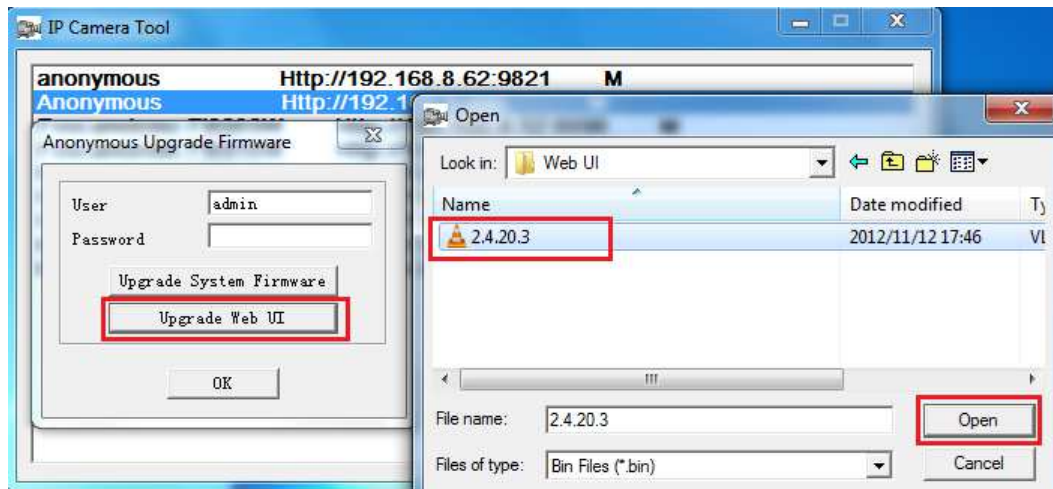 IP Camera Tool
anonymous Http://192.168.8.62:9821 M
Anonymous Http://192.1
Anonymous Upgrade Firmware
User admin
Password
Upgrade System Firmware
Upgrade Web UI
OK
Open
Look in: Web UI
Name Date modified Ty
2.4.20.3 2012/11/12 17:46 VL
File name: 2.4.20.3 Open
Files of type: Bin Files (*.bin) Cancel